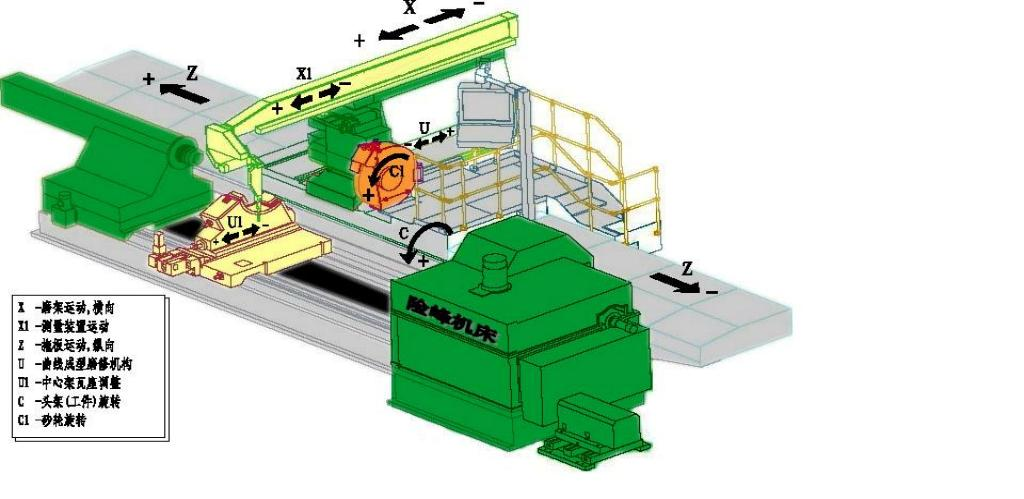 X
+ −
X1
+ −
+ Z
− U +
C1
+
U1
+ −
C
+
Z
−
险峰机床
X -磨架运动,横向
X1 -测量装置运动
Z -拖板运动,纵向
U -曲线成型磨修机构
U1 -中心架瓦座调整
C -头架(工件)旋转
C1 -砂轮旋转